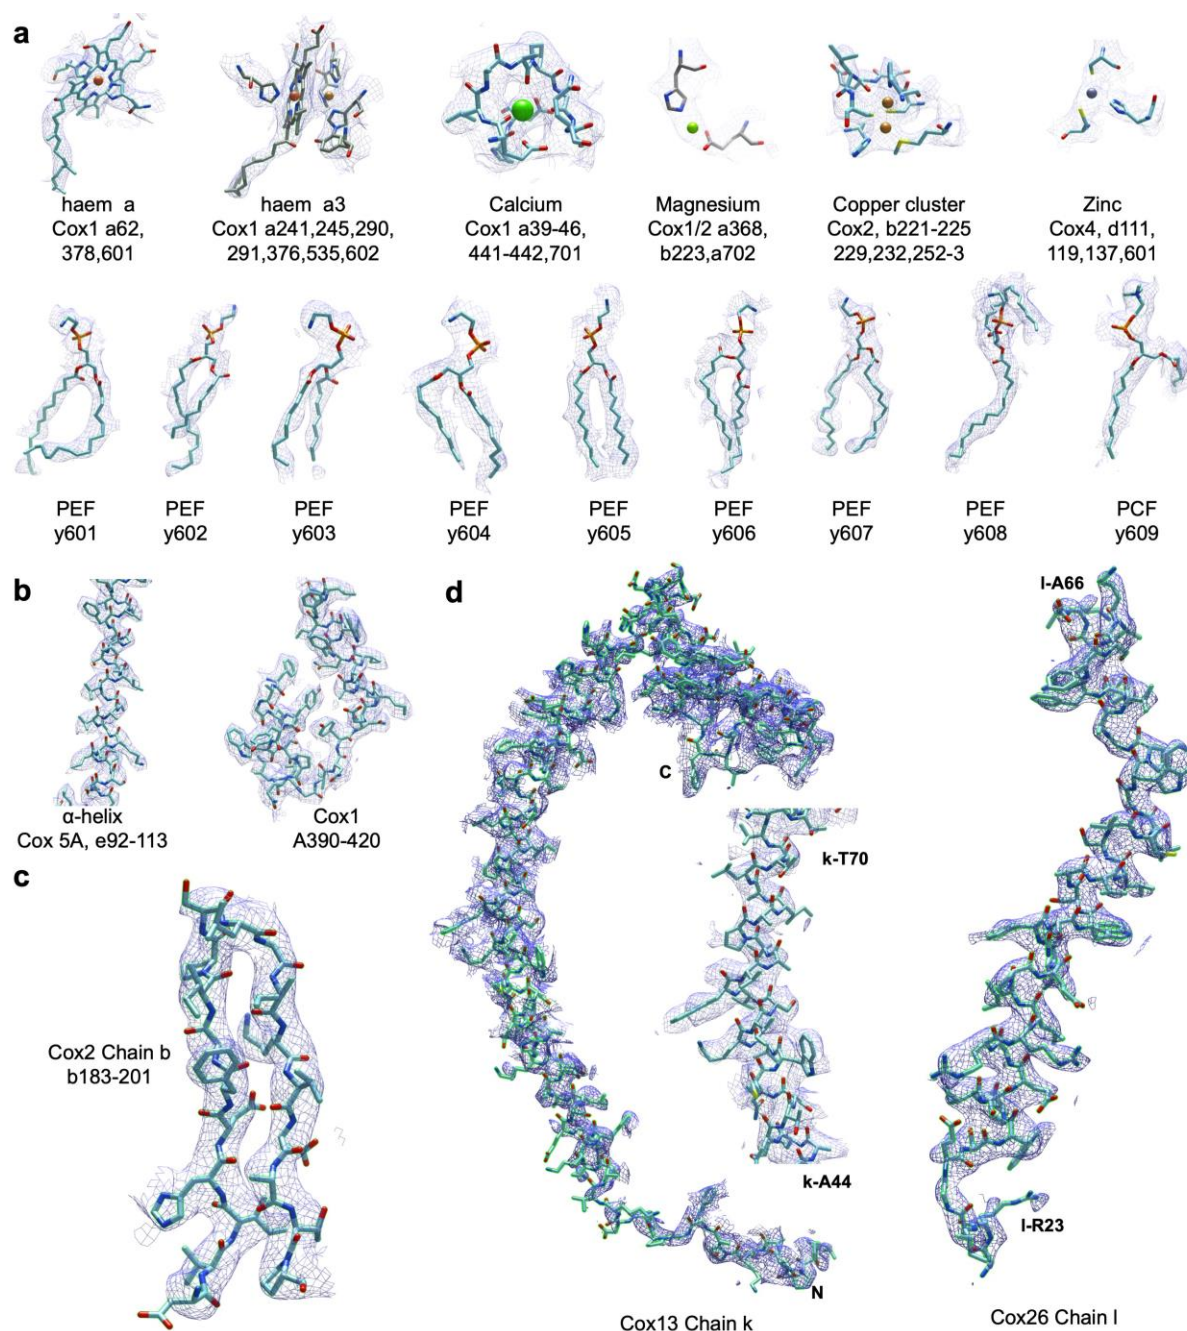 a
haem a
Cox1 a62,
378,601
haem a3
Cox1 a241,245,290,
291,376,535,602
Calcium
Cox1 a39-46,
441-442,701
Magnesium
Cox1/2 a368,
b223,a702
Copper cluster
Cox2, b221-225
229,232,252-3
Zinc
Cox4, d111,
119,137,601
PEF
y601
PEF
y602
PEF
y603
PEF
y604
PEF
y605
PEF
y606
PEF
y607
PEF
y608
PCF
y609
b
α-helix
Cox 5A, e92-113
Cox1
A390-420
c
Cox2 Chain b
b183-201
d
C
k-T70
k-A44
N
Cox13 Chain k
l-A66
l-R23
Cox26 Chain l